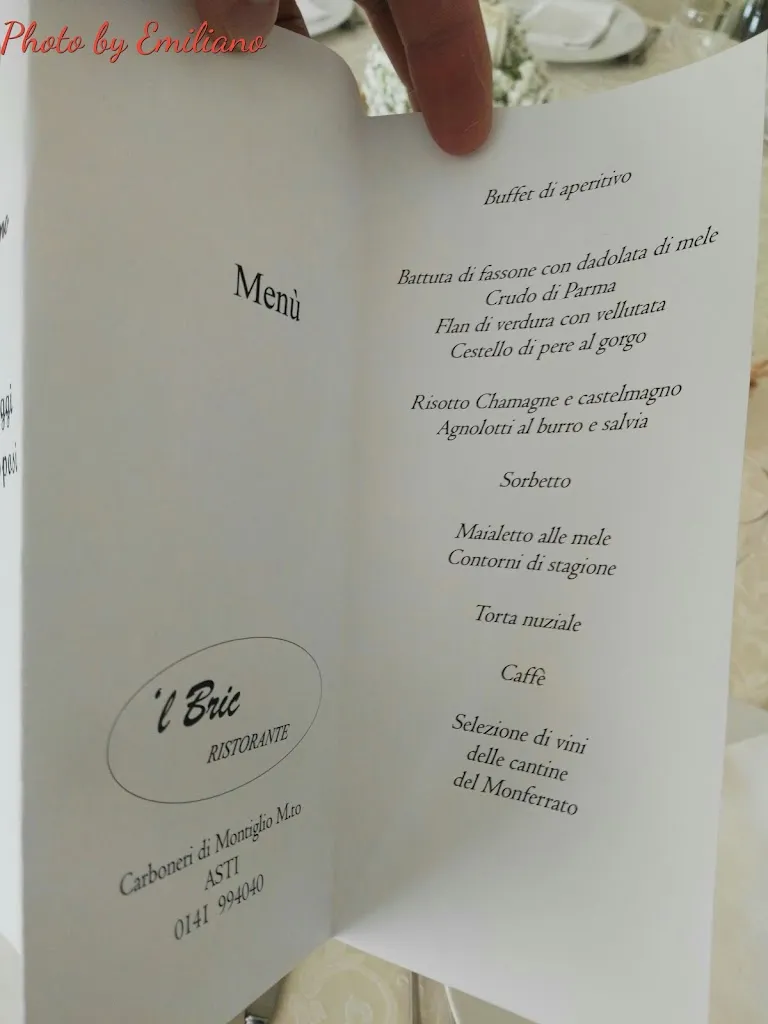 Photo by Emiliano
Menù
'l Bric
RISTORANTE
Carboneri di Montiglio M.to
ASTI
0141 994040
Buffet di aperitivo
Battuta di fassone con dadolata di mele
Crudo di Parma
Flan di verdura con vellutata
Cestello di pere al gorgo
Risotto Chamagne e castelmagno
Agnolotti al burro e salvia
Sorbetto
Maialetto alle mele
Contorni di stagione
Torta nuziale
Caffè
Selezione di vini
delle cantine
del Monferrato